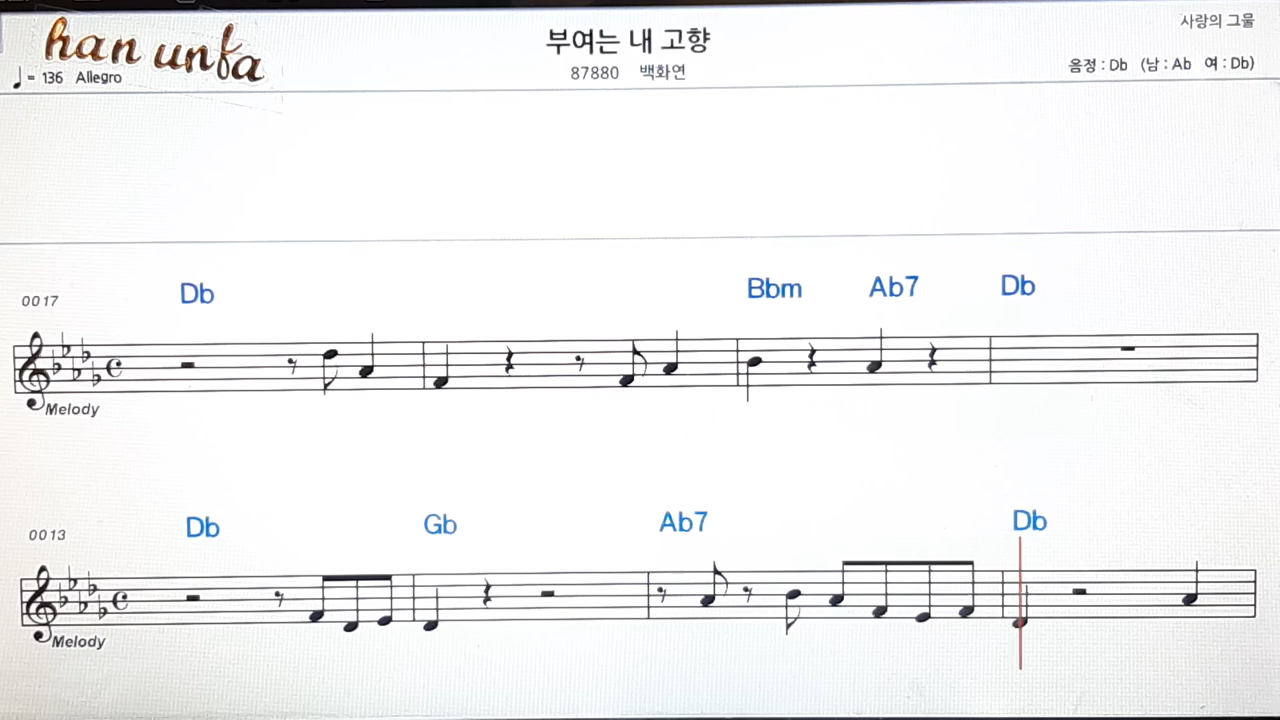 han unfa
♩= 136 Allegro
부여는 내 고향
87880 백화연
사랑의 그물
음정 : Db (남 : Ab 여 : Db)
0017
Db Bbm Ab7 Db
Melody
0013
Db Gb Ab7 Db
Melody